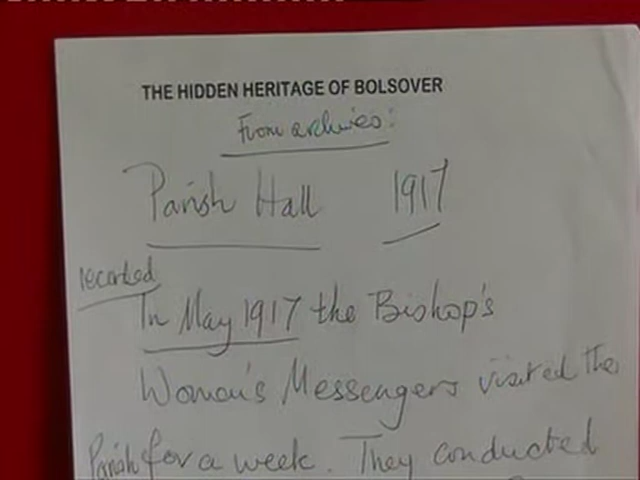 THE HIDDEN HERITAGE OF BOLSOVER
From archives:
Parish Hall 1917
recorded
In May 1917 the Bishop's
Woman's Messengers visited the
Parish for a week. They conducted